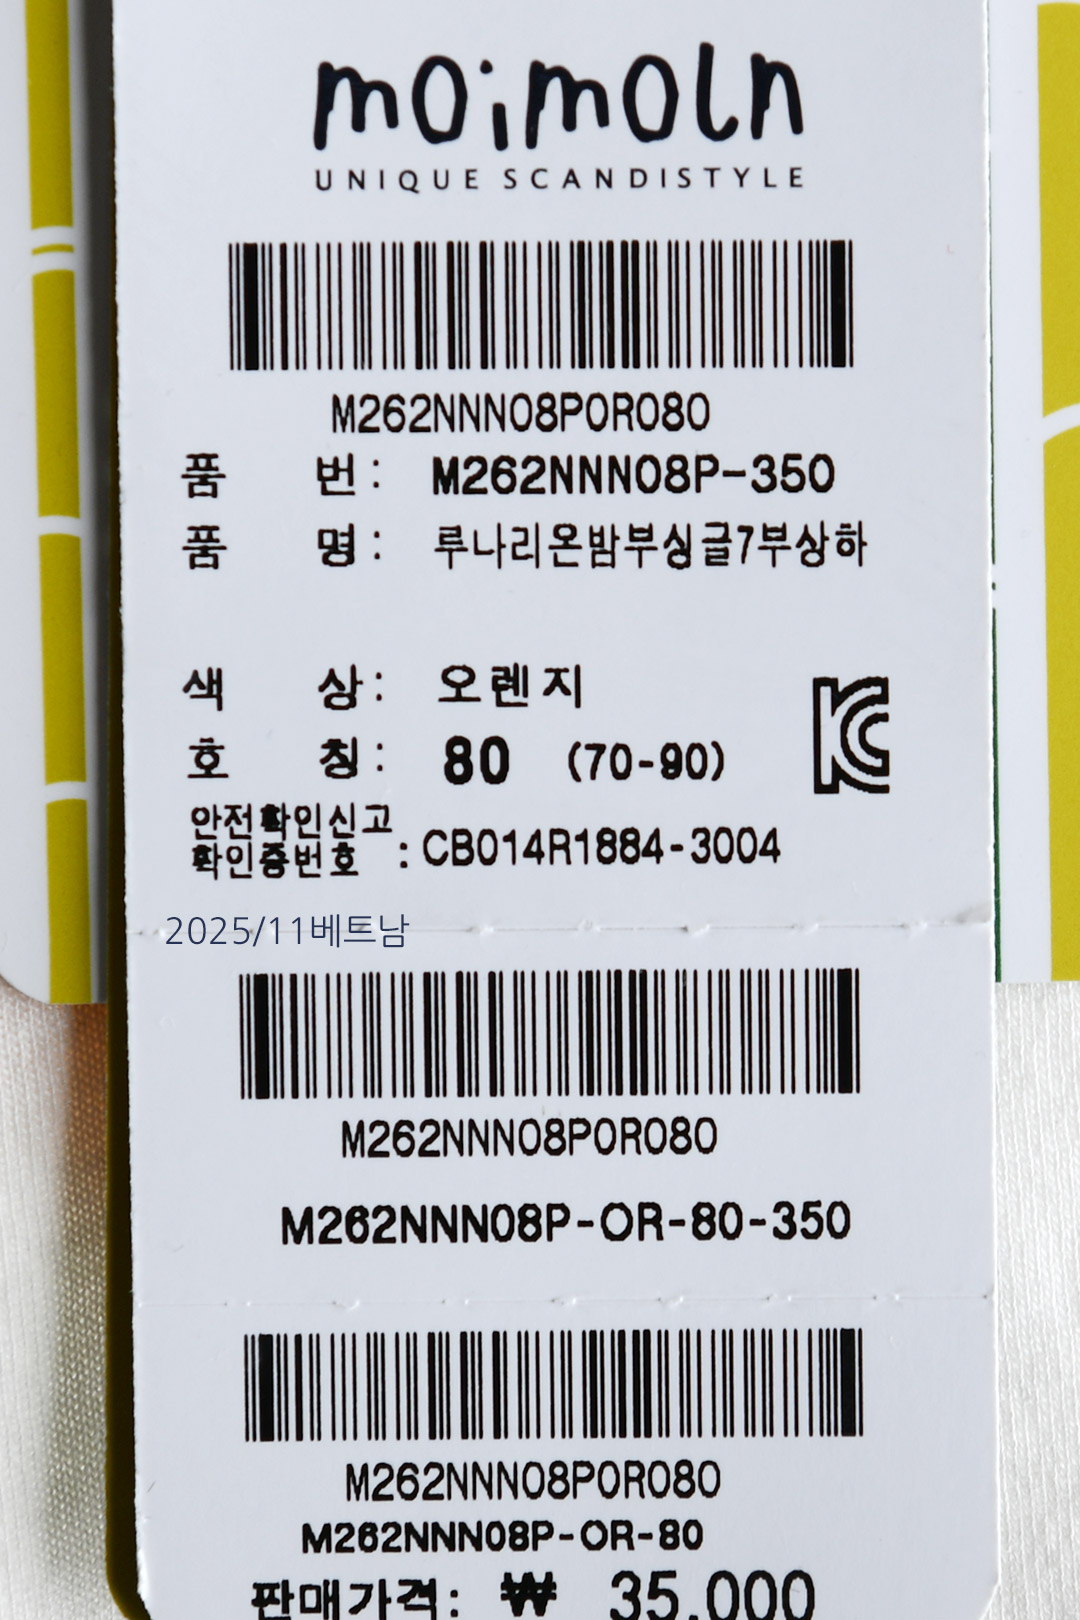 moimoln
UNIQUE SCANDISTYLE
M262NNN08POR080
품 번 : M262NNN08P-350
품 명 : 루나리온밤부싱글7부상하
색 상 : 오렌지
호 칭 : 80 (70-90)
안전확인신고
확인증번호 : CB014R1884-3004
2025/11베트남
M262NNN08POR080
M262NNN08P-OR-80-350
M262NNN08POR080
M262NNN08P-OR-80
판매가격: ₩ 35,000